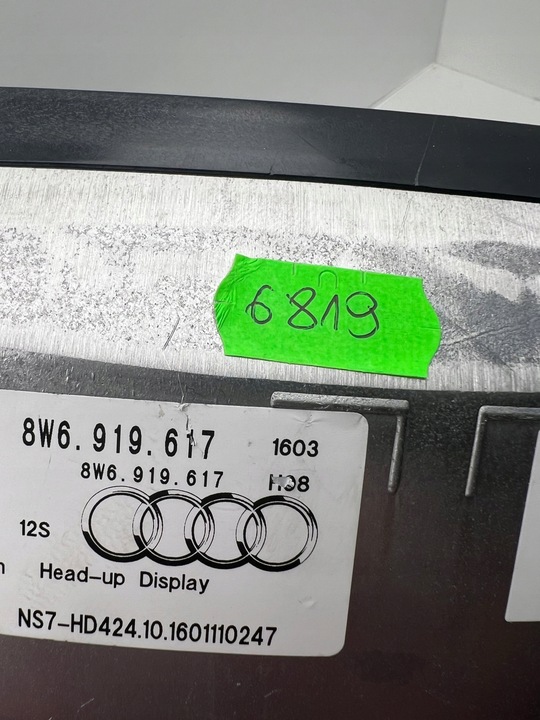 6819
8W6.919.617 1603
8W6.919.617 H08
12S
n Head-up Display
NS7-HD424.10.1601110247